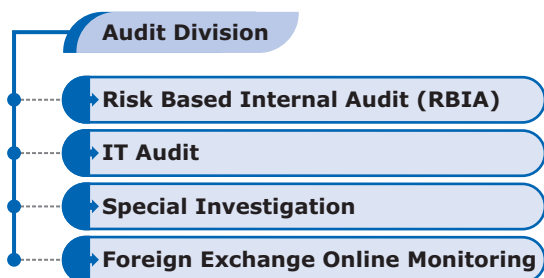 Audit Division
Risk Based Internal Audit (RBIA)
IT Audit
Special Investigation
Foreign Exchange Online Monitoring